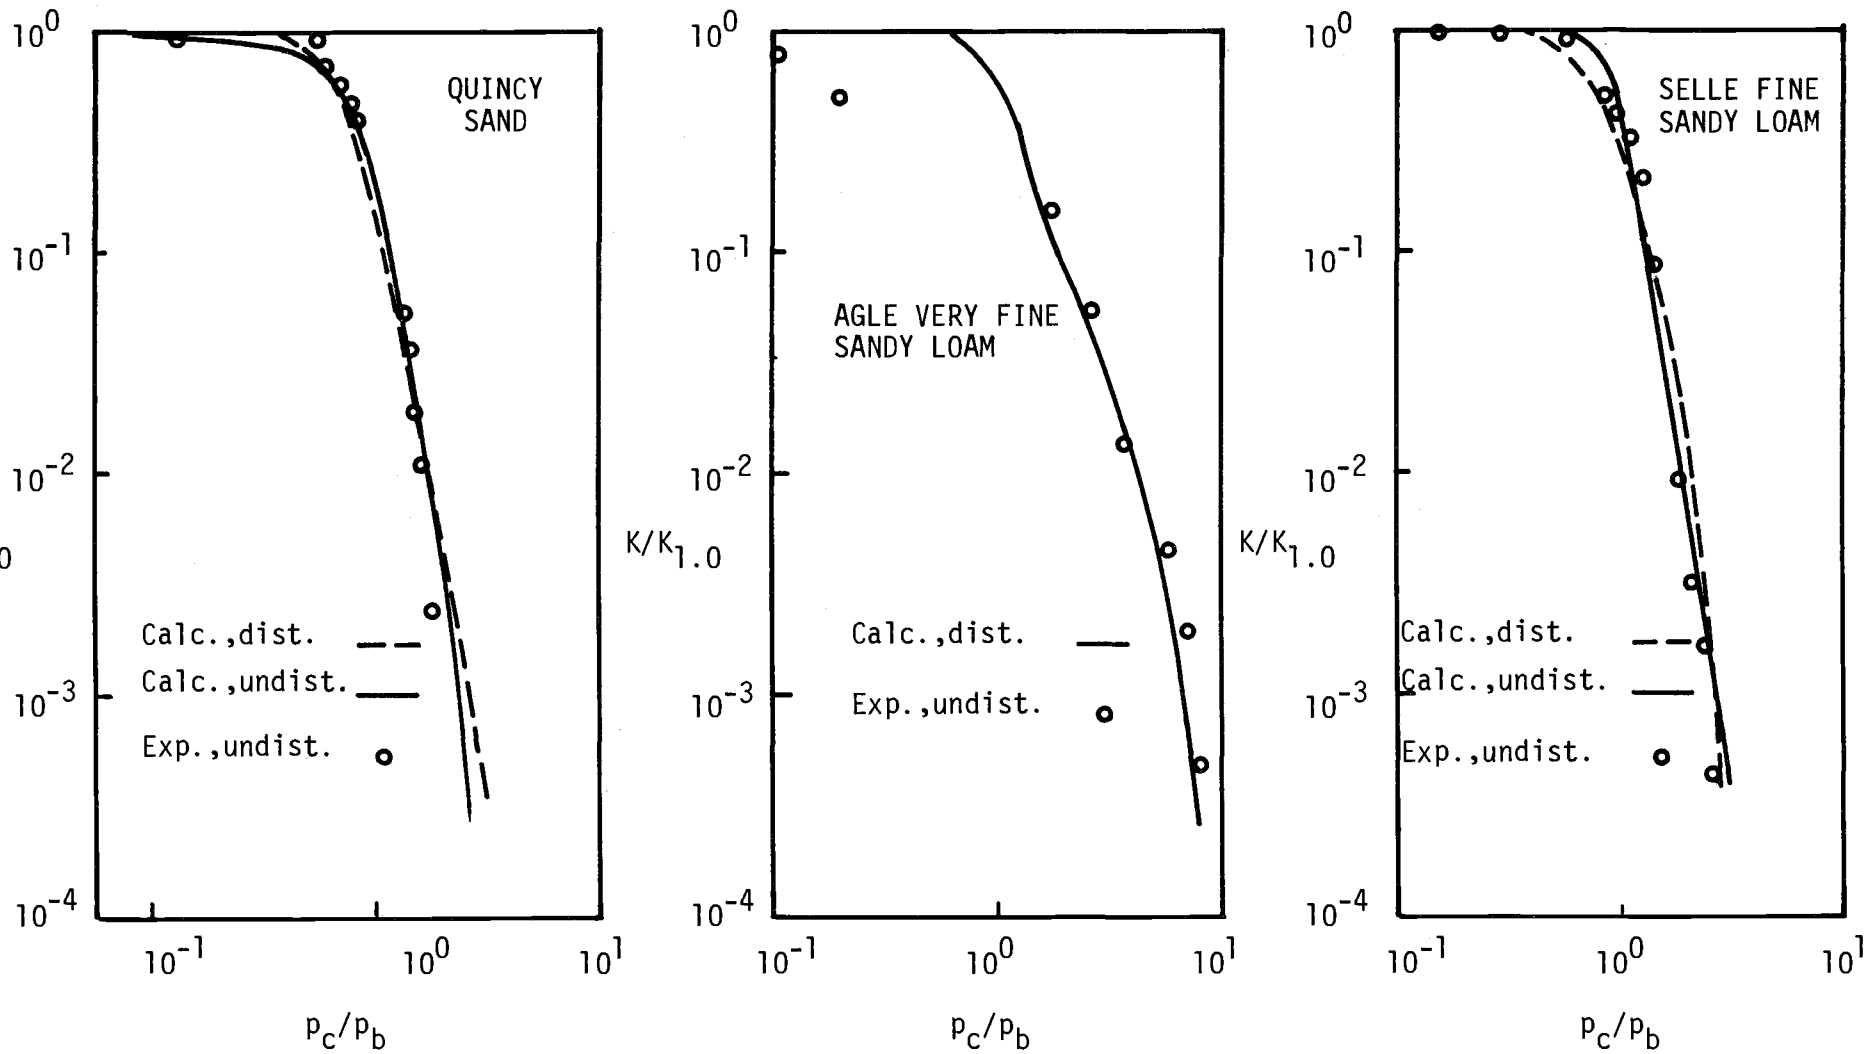 10^0
QUINCY
SAND
10^-1
10^-2
0
Calc.,dist.
Calc.,undist.
10^-3
Exp.,undist.
10^-4
10^-1
10^0
10^1
p_c/p_b
10^0
10^-1
AGLE VERY FINE
SANDY LOAM
10^-2
K/K_1.0
Calc.,dist.
10^-3
Exp.,undist.
10^-4
10^-1
10^0
10^1
p_c/p_b
10^0
SELLE FINE
SANDY LOAM
10^-1
10^-2
K/K_1.0
Calc.,dist.
Calc.,undist.
10^-3
Exp.,undist.
10^-4
10^-1
10^0
10^1
p_c/p_b